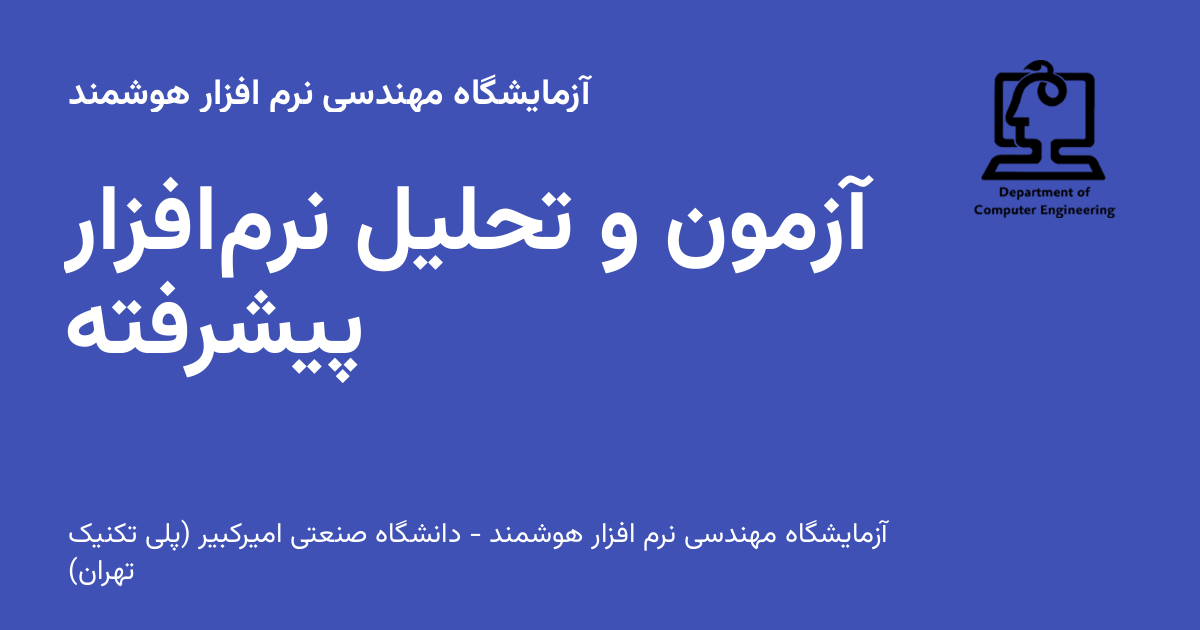 آزمایشگاه مهندسی نرم افزار هوشمند
Department of
Computer Engineering
آزمون و تحلیل نرم‌افزار
پیشرفته
آزمایشگاه مهندسی نرم افزار هوشمند - دانشگاه صنعتی امیرکبیر (پلی تکنیک
تهران)